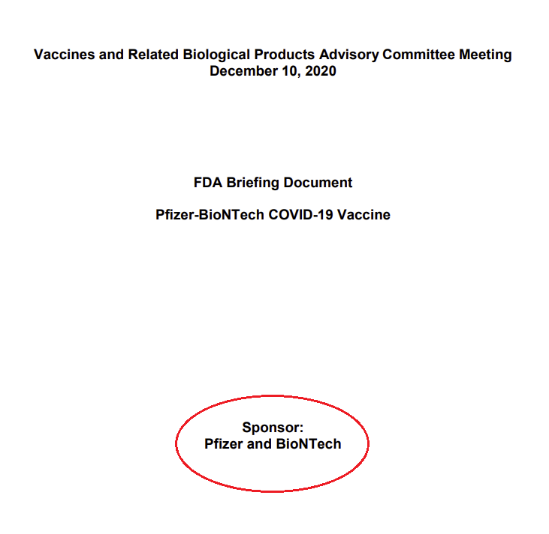 Vaccines and Related Biological Products Advisory Committee Meeting
December 10, 2020
FDA Briefing Document
Pfizer-BioNTech COVID-19 Vaccine
Sponsor:
Pfizer and BioNTech